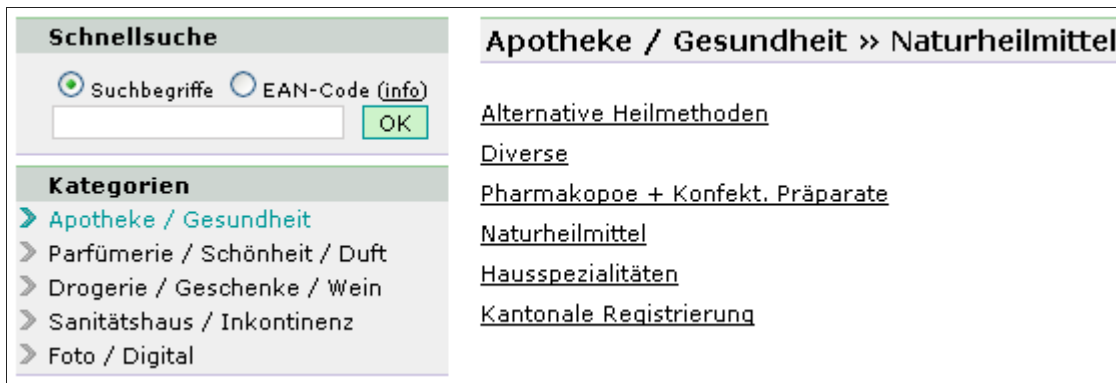 Schnellsuche
Suchbegriffe EAN-Code (info)
OK
Kategorien
Apotheke / Gesundheit
Parfümerie / Schönheit / Duft
Drogerie / Geschenke / Wein
Sanitätshaus / Inkontinenz
Foto / Digital
Apotheke / Gesundheit » Naturheilmittel
Alternative Heilmethoden
Diverse
Pharmakopoe + Konfekt. Präparate
Naturheilmittel
Hausspezialitäten
Kantonale Registrierung